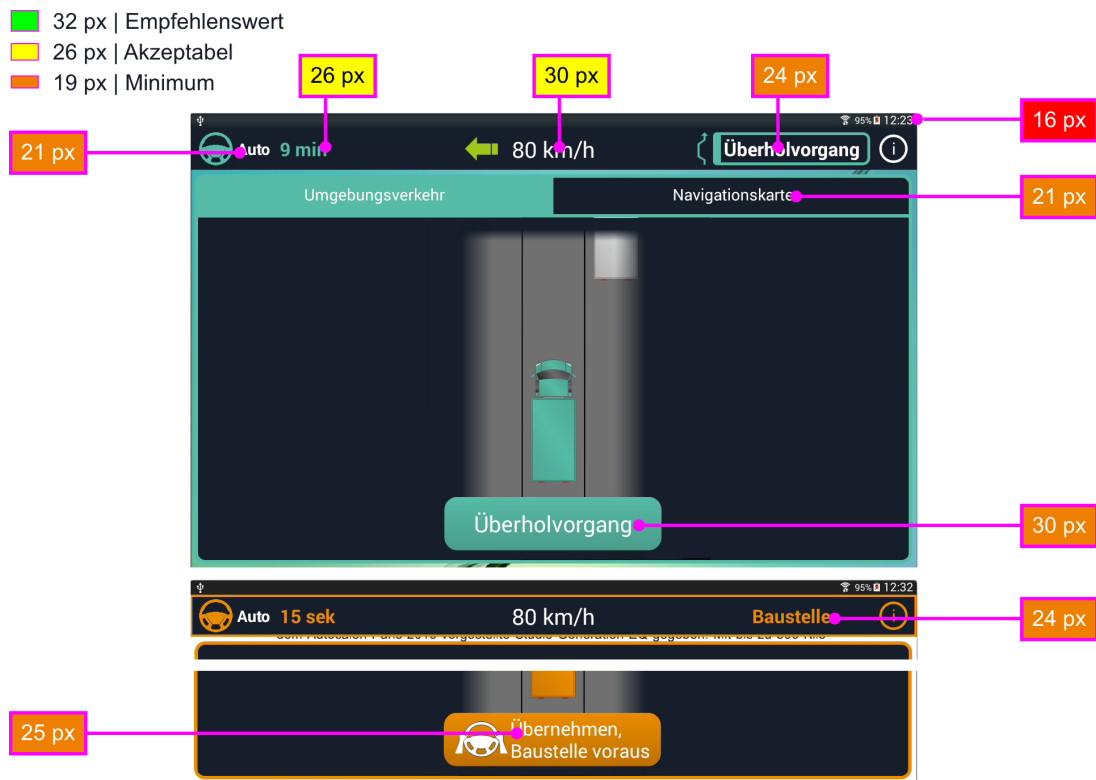 32 px | Empfehlenswert
26 px | Akzeptabel
19 px | Minimum
26 px
30 px
24 px
95% 12:23
16 px
21 px
Auto 9 min
80 km/h
Überholvorgang
i
Umgebungsverkehr
Navigationskarte
21 px
Überholvorgang
30 px
95% 12:32
Auto 15 sek
80 km/h
Baustelle
i
24 px
25 px
Übernehmen,
Baustelle voraus